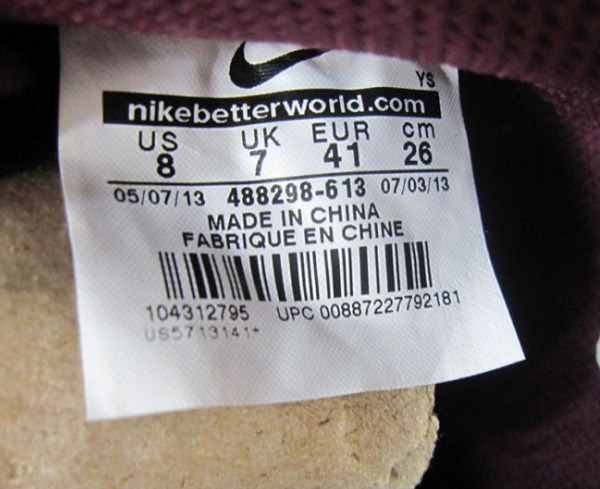 YS
nikebetterworld.com
US UK EUR cm
8 7 41 26
05/07/13 488298-613 07/03/13
MADE IN CHINA
FABRIQUE EN CHINE
104312795 UPC 00887227792181
US5713141*